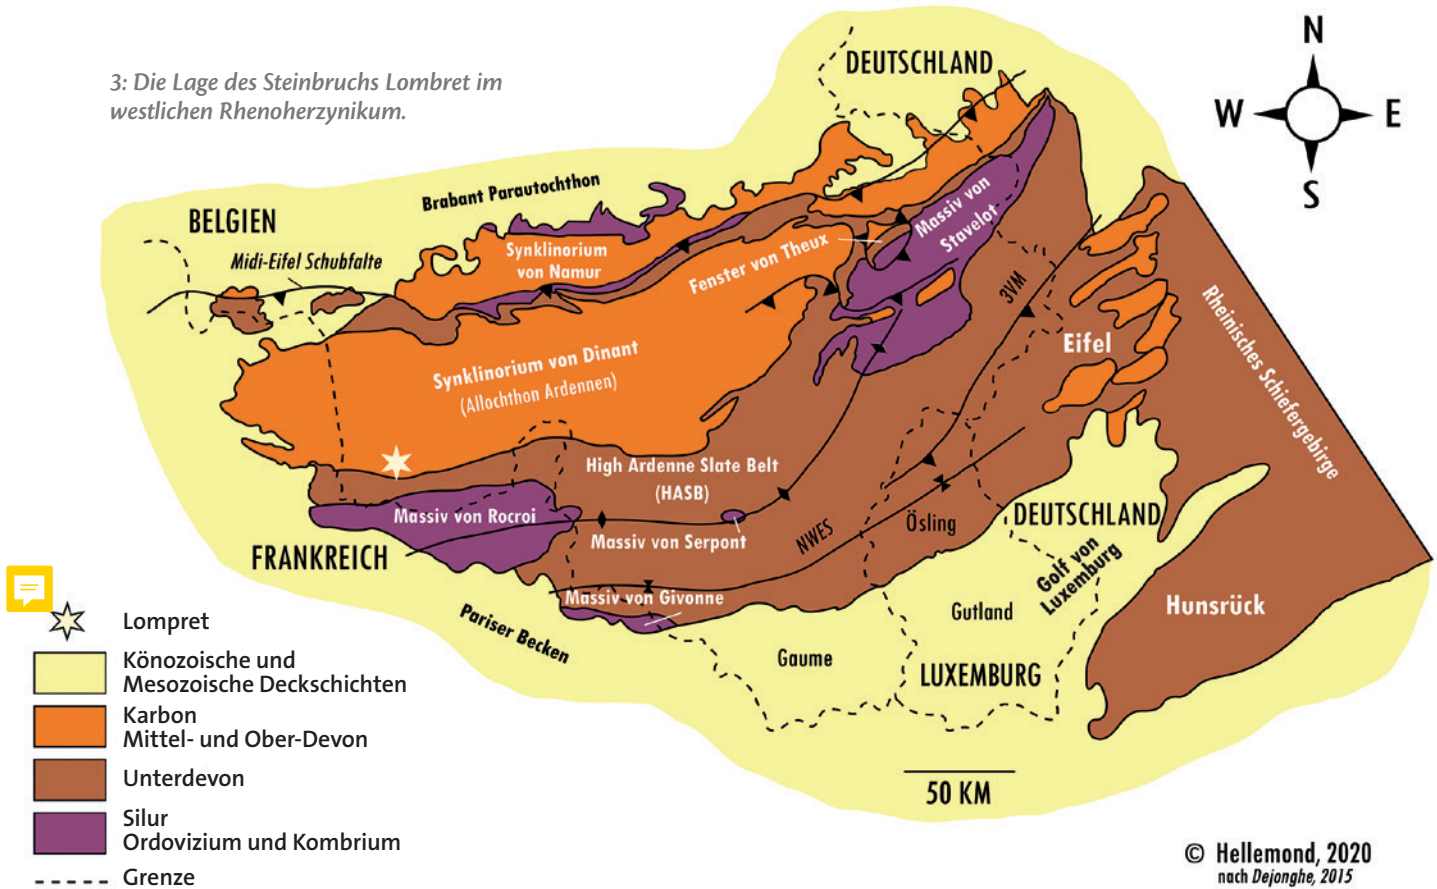 3: Die Lage des Steinbruchs Lombret im
westlichen Rhenoherzynikum.
DEUTSCHLAND
N
W
E
S
Brabant Parautochthon
BELGIEN
Midi-Eifel Schubfalte
Synklinorium
von Namur
Fenster von Theux
Massiv von
Stavelot
3VM
Eifel
Rheinisches Schiefergebirge
Synklinorium von Dinant
(Allochthon Ardennen)
High Ardenne Slate Belt
(HASB)
Massiv von Rocroi
Massiv von Serpont
NWES
Ösling
DEUTSCHLAND
FRANKREICH
Golf von
Luxemburg
Massiv von Givonne
Gutland
Hunsrück
Pariser Becken
Gaume
LUXEMBURG
50 KM
Lompret
Könozoische und
Mesozoische Deckschichten
Karbon
Mittel- und Ober-Devon
Unterdevon
Silur
Ordovizium und Kombrium
Grenze
© Hellemond, 2020
nach Dejonghe, 2015